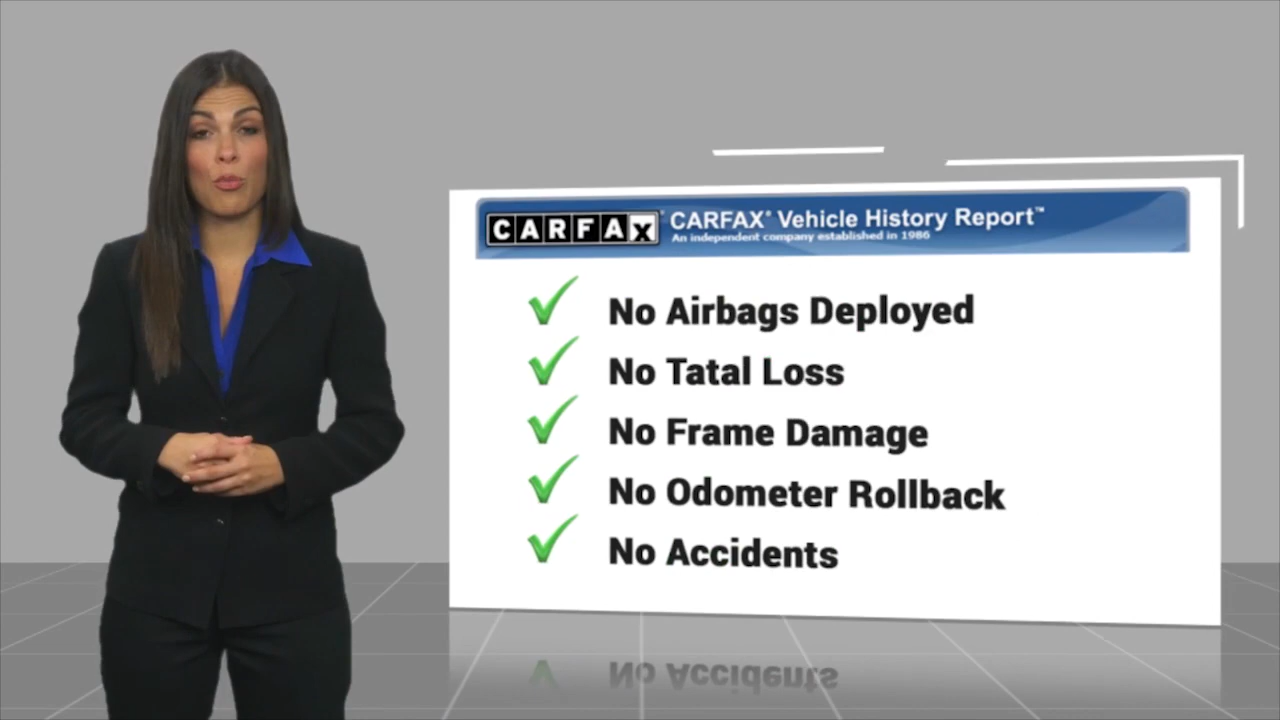 CARFAX® CARFAX® Vehicle History Report™
An independent company established in 1986
No Airbags Deployed
No Tatal Loss
No Frame Damage
No Odometer Rollback
No Accidents
No Accidents